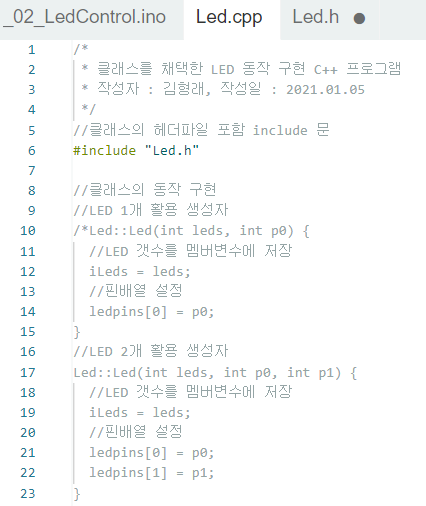 _02_LedControl.ino Led.cpp Led.h
1 /*
2 * 클래스를 채택한 LED 동작 구현 C++ 프로그램
3 * 작성자 : 김형래, 작성일 : 2021.01.05
4 */
5 //클래스의 헤더파일 포함 include 문
6 #include "Led.h"
7
8 //클래스의 동작 구현
9 //LED 1개 활용 생성자
10 /*Led::Led(int leds, int p0) {
11 //LED 갯수를 멤버변수에 저장
12 iLeds = leds;
13 //핀배열 설정
14 ledpins[0] = p0;
15 }
16 //LED 2개 활용 생성자
17 Led::Led(int leds, int p0, int p1) {
18 //LED 갯수를 멤버변수에 저장
19 iLeds = leds;
20 //핀배열 설정
21 ledpins[0] = p0;
22 ledpins[1] = p1;
23 }